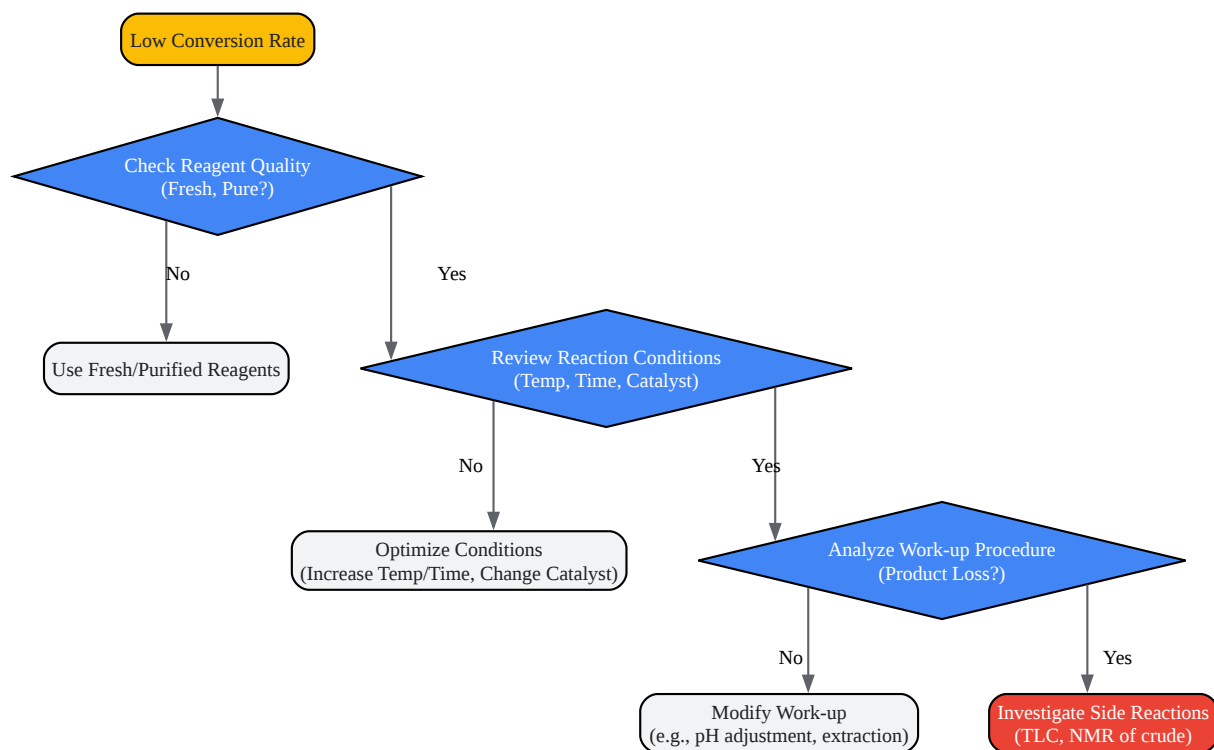 Low Conversion Rate
Check Reagent Quality
(Fresh, Pure?)
No
Yes
Use Fresh/Purified Reagents
Review Reaction Conditions
(Temp, Time, Catalyst)
No
Yes
Optimize Conditions
(Increase Temp/Time, Change Catalyst)
Analyze Work-up Procedure
(Product Loss?)
No
Yes
Modify Work-up
(e.g., pH adjustment, extraction)
Investigate Side Reactions
(TLC, NMR of crude)